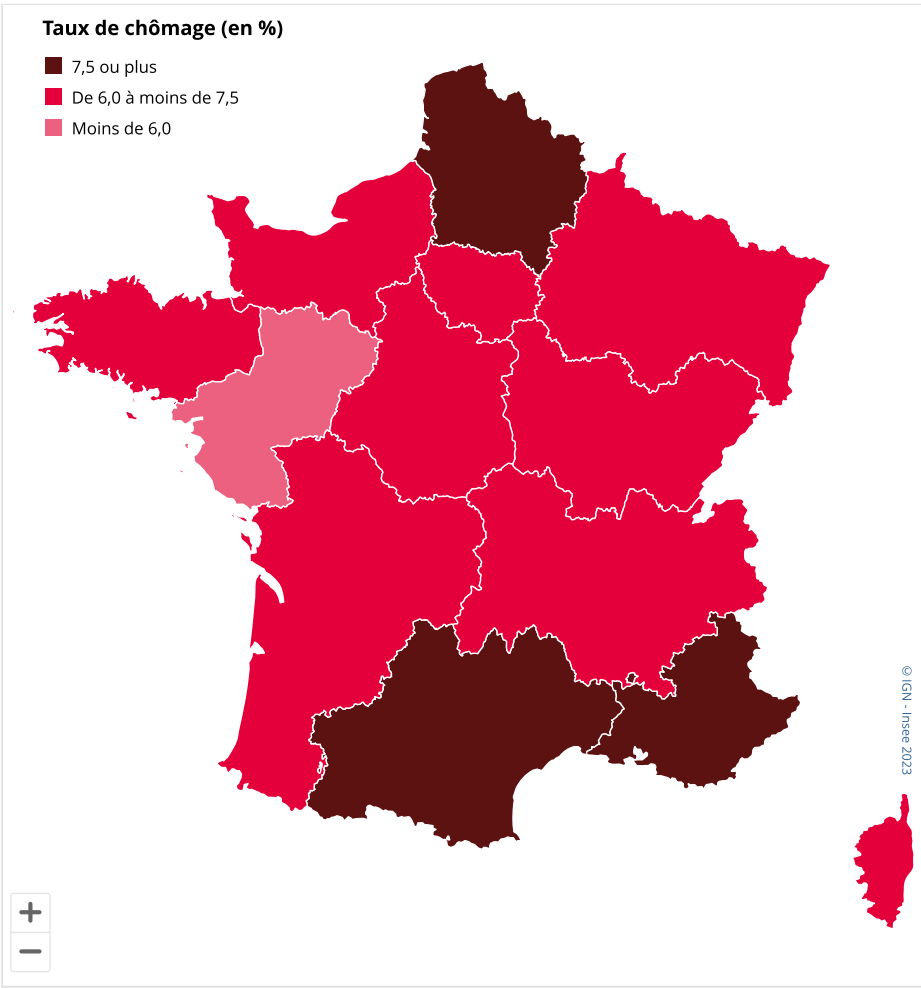 Taux de chômage (en %)
7,5 ou plus
De 6,0 à moins de 7,5
Moins de 6,0
© IGN - Insee 2023